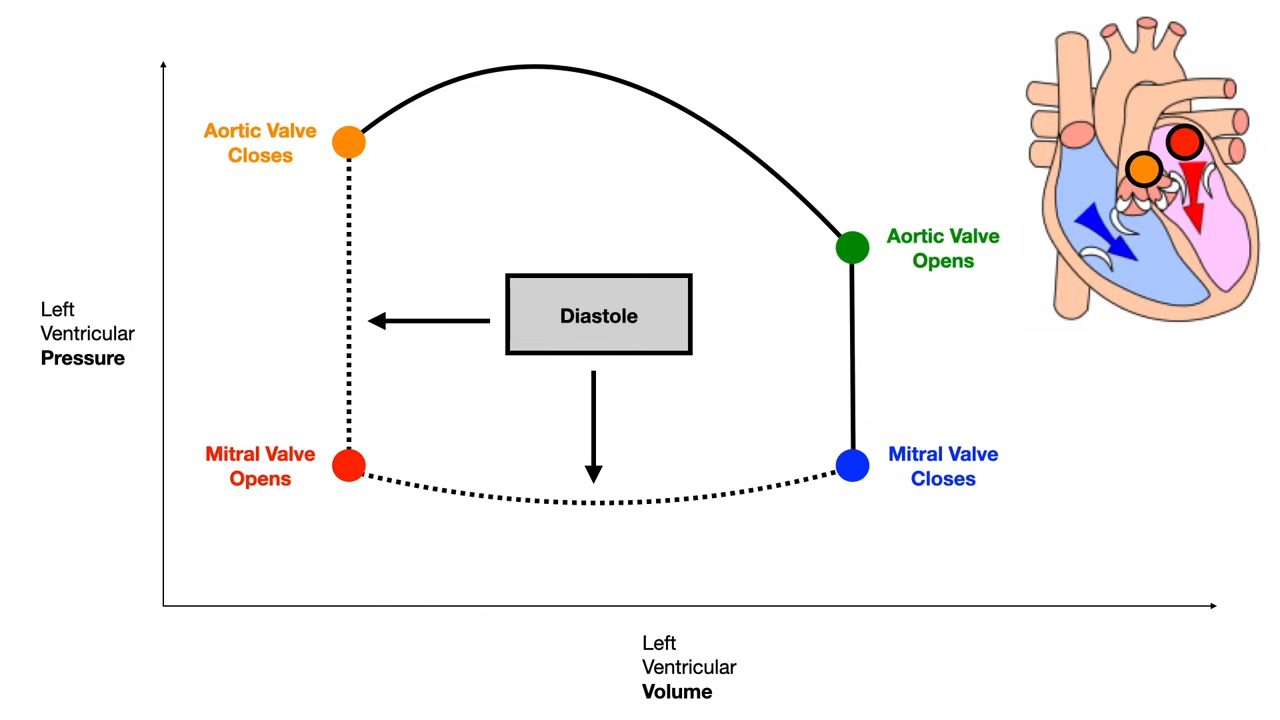 Aortic Valve
Closes
Aortic Valve
Opens
Diastole
Left
Ventricular
Pressure
Mitral Valve
Opens
Mitral Valve
Closes
Left
Ventricular
Volume